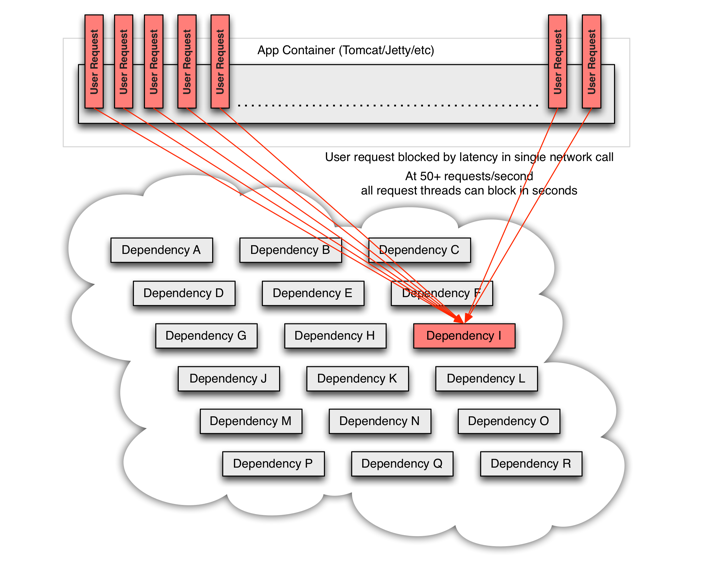 User Request
User Request
User Request
User Request
User Request
User Request
User Request
App Container (Tomcat/Jetty/etc)
User request blocked by latency in single network call
At 50+ requests/second
all request threads can block in seconds
Dependency A
Dependency B
Dependency C
Dependency D
Dependency E
Dependency F
Dependency G
Dependency H
Dependency I
Dependency J
Dependency K
Dependency L
Dependency M
Dependency N
Dependency O
Dependency P
Dependency Q
Dependency R